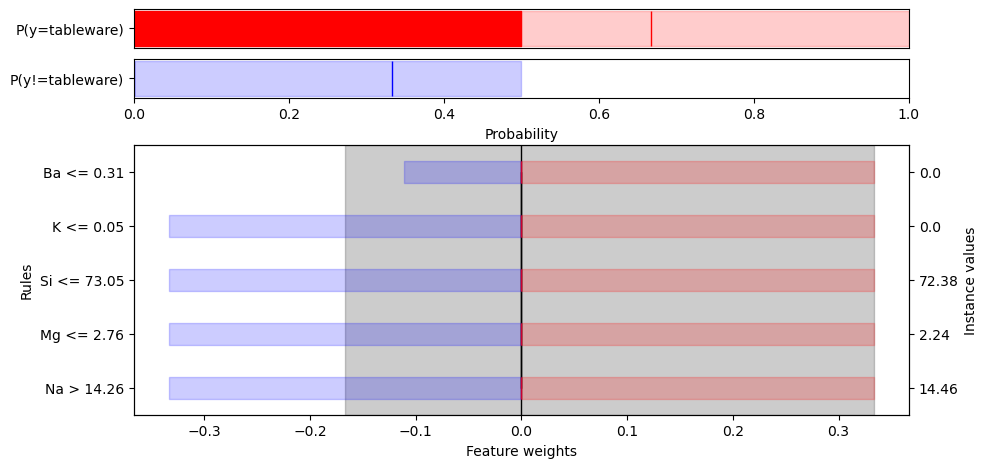 P(y=tableware)
P(y!=tableware)
0.0 0.2 0.4 0.6 0.8 1.0
Probability
Ba <= 0.31 0.0
K <= 0.05 0.0
Si <= 73.05 72.38
Mg <= 2.76 2.24
Na > 14.26 14.46
Rules
Instance values
−0.3 −0.2 −0.1 0.0 0.1 0.2 0.3
Feature weights